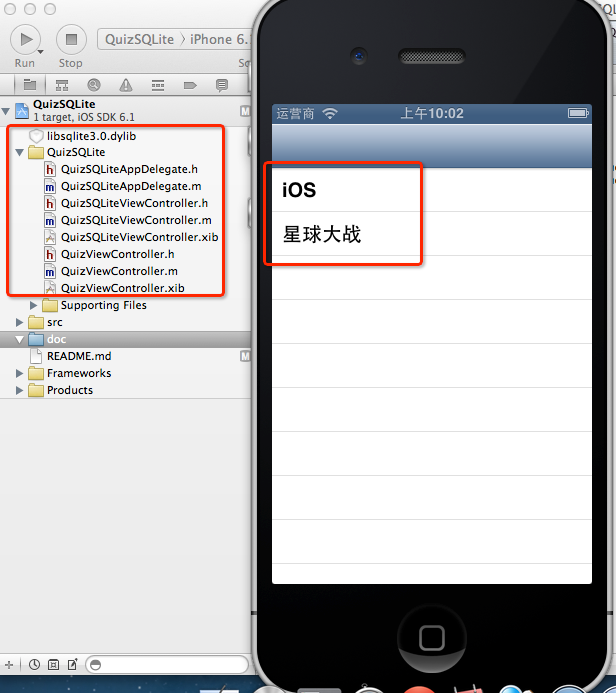 QuizSQLite
iPhone 6.
Run
Stop
QuizSQLite
1 target, iOS SDK 6.1
M
libsqlite3.0.dylib
QuizSQLite
QuizSQLiteAppDelegate.h
QuizSQLiteAppDelegate.m
QuizSQLiteViewController.h
QuizSQLiteViewController.m
QuizSQLiteViewController.xib
QuizViewController.h
QuizViewController.m
QuizViewController.xib
Supporting Files
src
doc
README.md
M
Frameworks
Products
运营商
上午10:02
iOS
星球大战